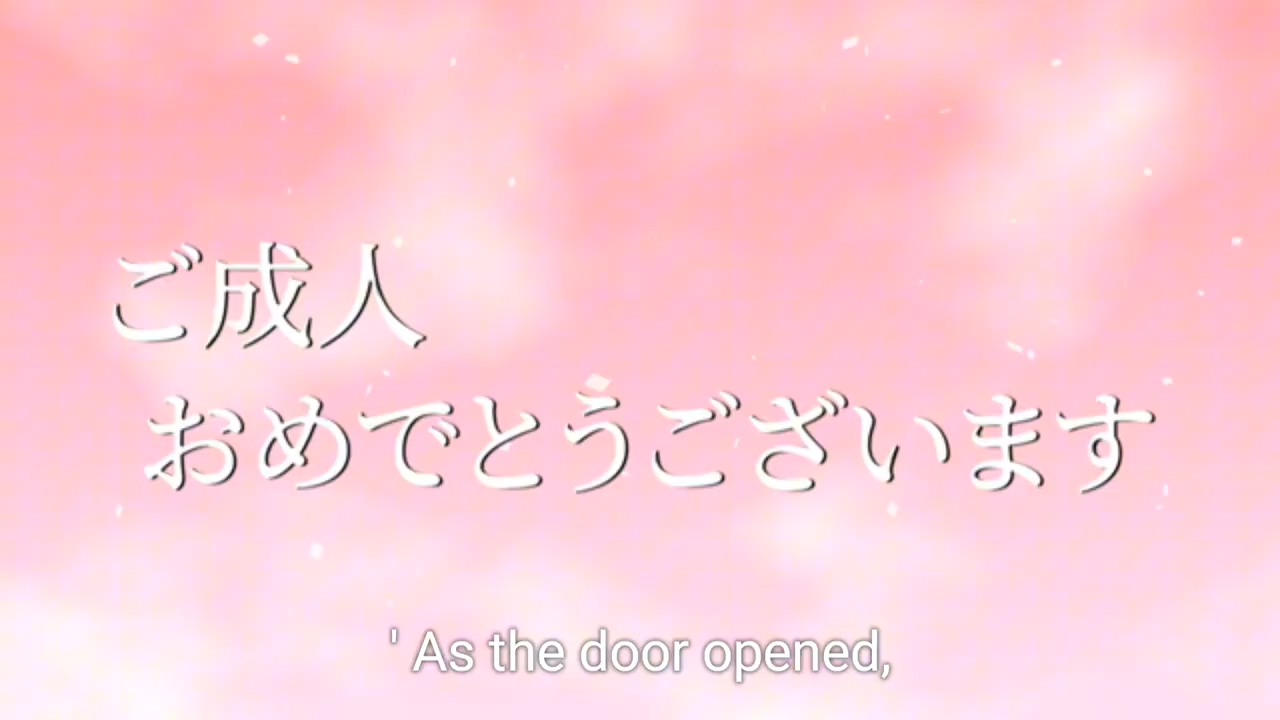 ご成人
おめでとうございます
' As the door opened,